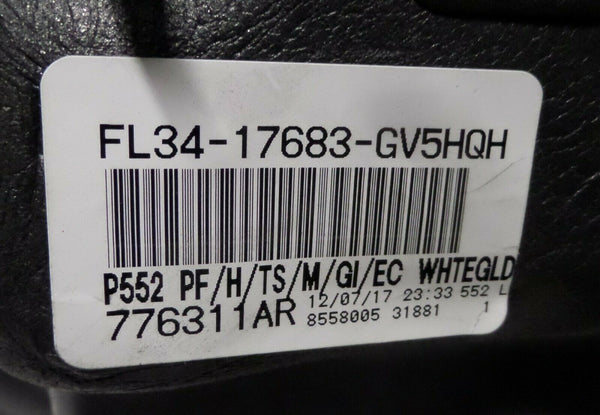 FL34-17683-GV5HQH
P552 PF/H/TS/M/GI/EC WHTEGLD
776311AR 12/07/17 23:33 552 L
8558005 31881 1